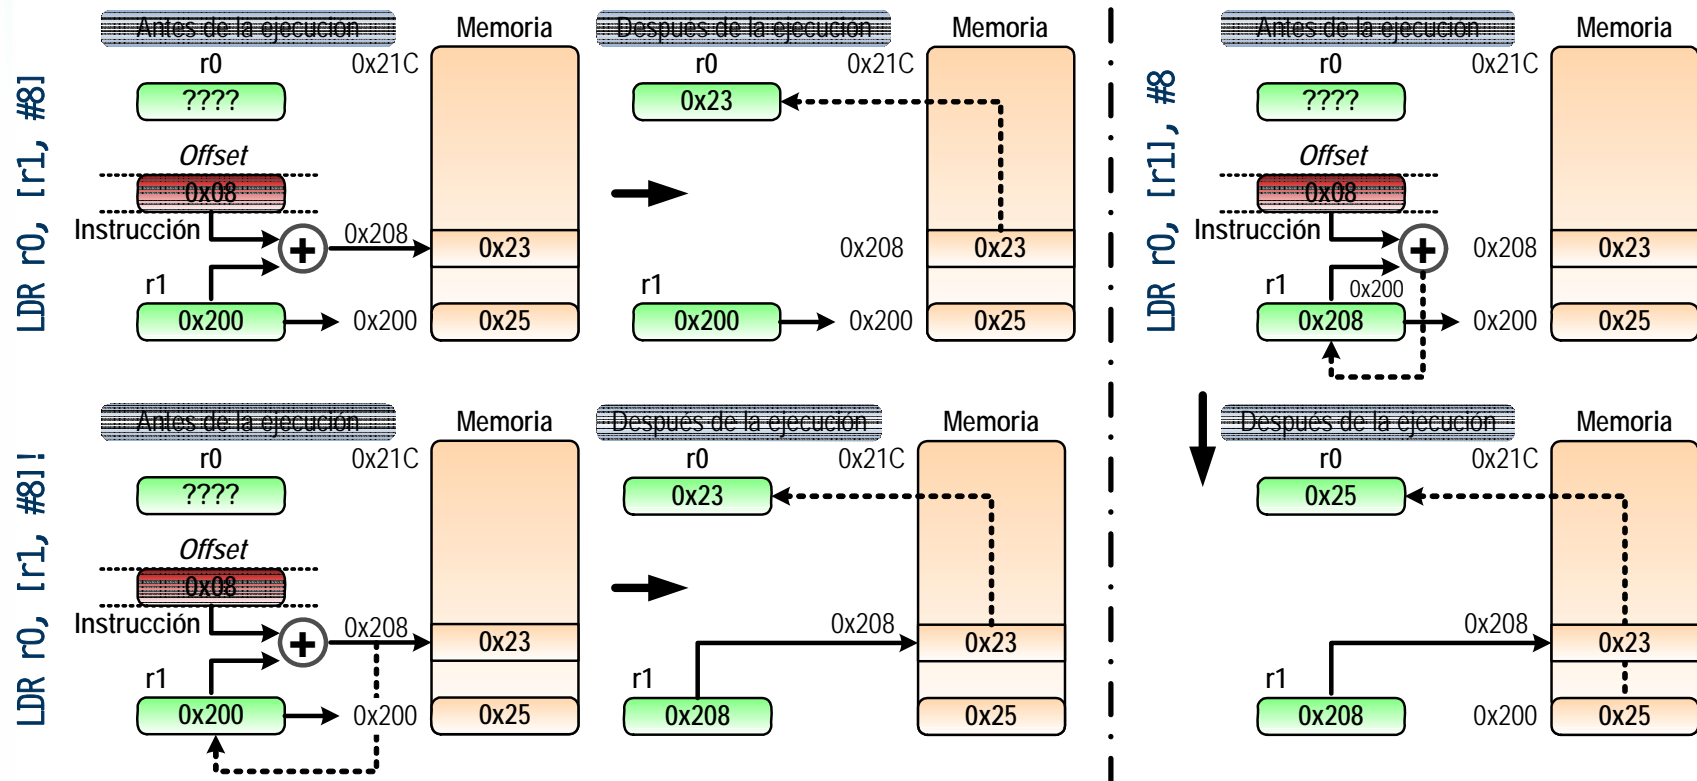 LDR r0, [r1, #8]
Antes de la ejecución
Memoria
r0
0x21C
????
Offset
0x08
Instrucción
+
0x208
0x23
r1
0x200
0x200
0x25
Después de la ejecución
Memoria
r0
0x21C
0x23
0x208
0x23
r1
0x200
0x200
0x25
LDR r0, [r1, #8]!
Antes de la ejecución
Memoria
r0
0x21C
????
Offset
0x08
Instrucción
+
0x208
0x23
r1
0x200
0x200
0x25
Después de la ejecución
Memoria
r0
0x21C
0x23
0x208
0x23
r1
0x208
0x25
LDR r0, [r1], #8
Antes de la ejecución
Memoria
r0
0x21C
????
Offset
0x08
Instrucción
+
0x208
0x23
r1
0x200
0x208
0x200
0x25
Después de la ejecución
Memoria
r0
0x21C
0x25
0x208
0x23
r1
0x208
0x200
0x25